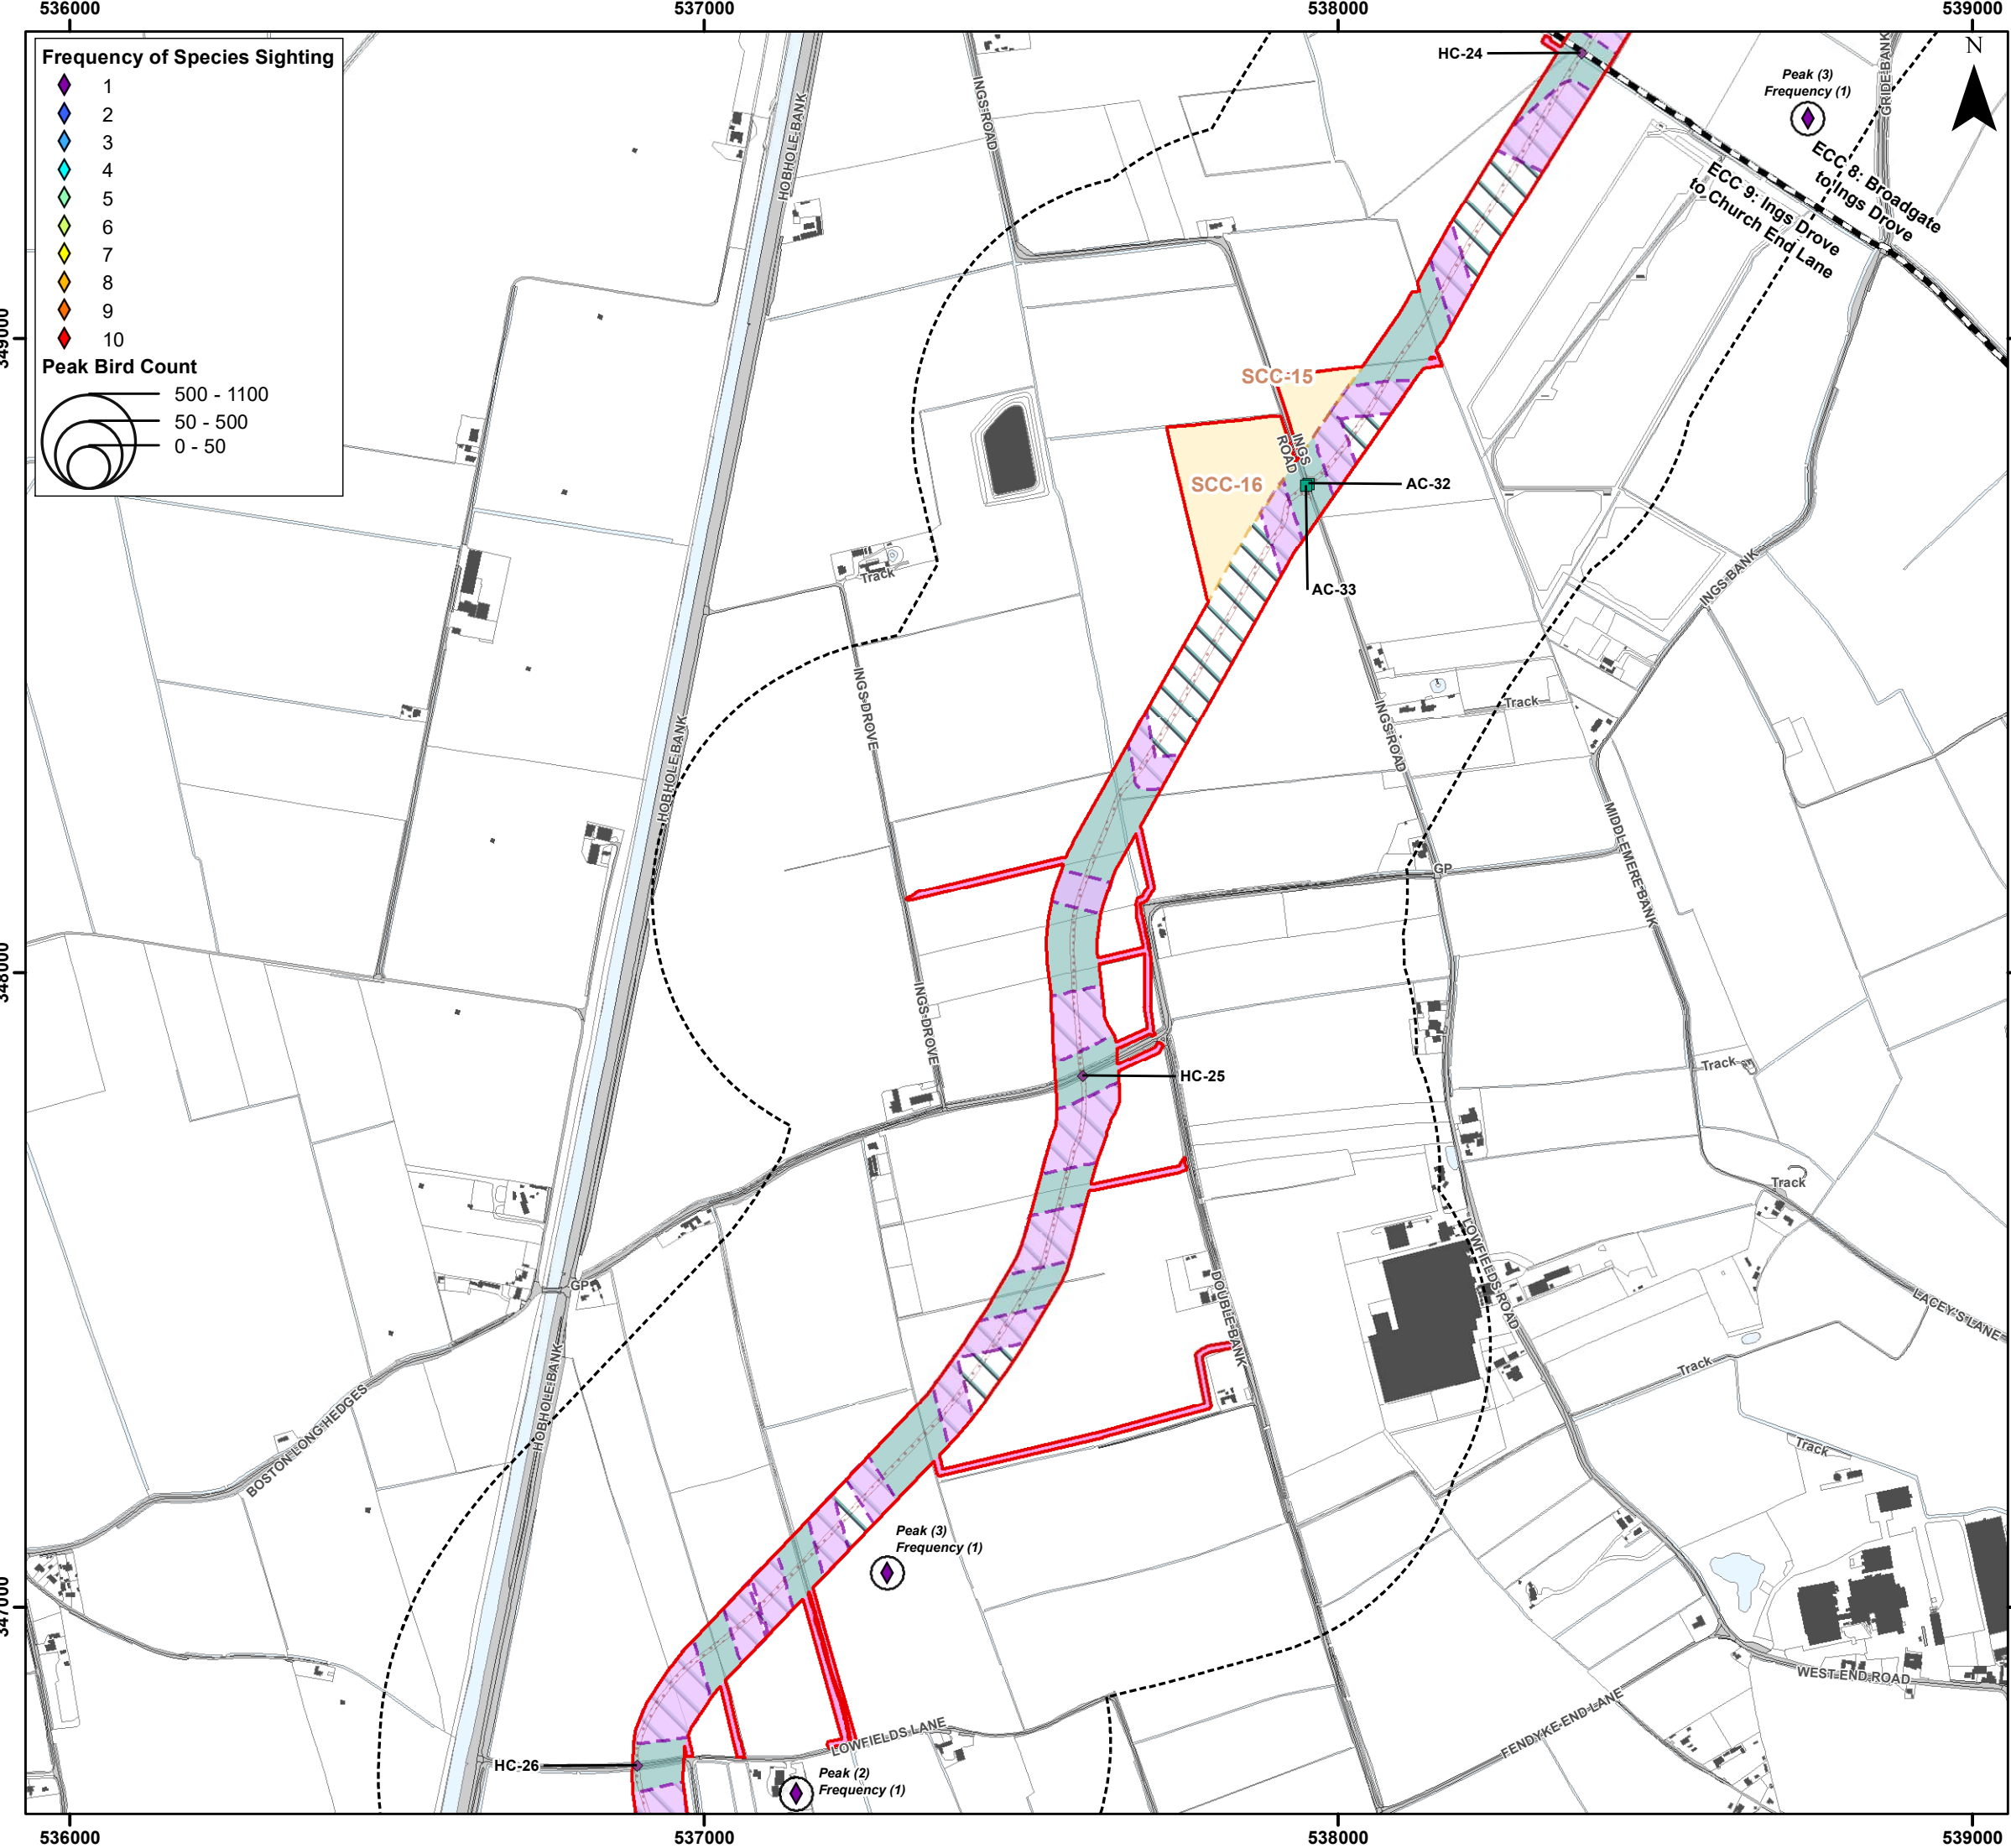 536000
537000
538000
539000
Frequency of Species Sighting
1
2
3
4
5
6
7
8
9
10
Peak Bird Count
500 - 1100
50 - 500
0 - 50
N
HC-24
Peak (3)
Frequency (1)
GRIDE BANK
ECC 8: Broadgate
to Ings Drove
ECC 9: Ings Drove
to Church End Lane
HOBHOLE BANK
INGS ROAD
349000
SCC-15
INGS
ROAD
SCC-16
AC-32
AC-33
Track
INGS BANK
INGS DROVE
HOBHOLE BANK
INGS ROAD
Track
MIDDLEMERE BANK
GP
348000
INGS DROVE
HC-25
Track
Track
GP
DOUBLE BANK
LOWFIELDS ROAD
LACEY'S LANE
HOBHOLE BANK
BOSTON LONG HEDGES
Track
Track
Peak (3)
Frequency (1)
347000
WEST END ROAD
FENDYKE END LANE
LOWFIELDS LANE
HC-26
Peak (2)
Frequency (1)
536000
537000
538000
539000